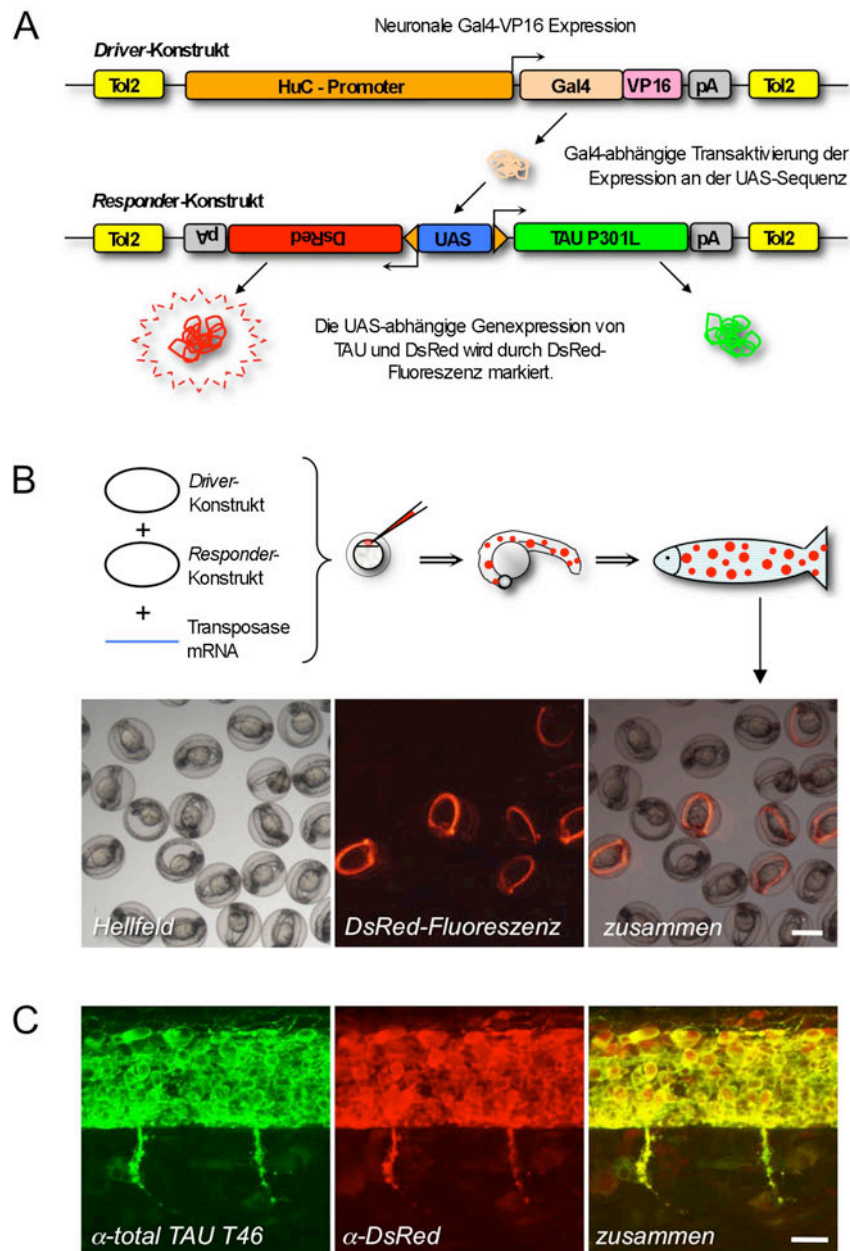 A
Neuronale Gal4-VP16 Expression
Driver-Konstrukt
Tol2 HuC - Promoter Gal4 VP16 pA Tol2
Gal4-abhängige Transaktivierung der
Expression an der UAS-Sequenz
Responder-Konstrukt
Tol2 pA DsRed UAS TAU P301L pA Tol2
Die UAS-abhängige Genexpression von
TAU und DsRed wird durch DsRed-
Fluoreszenz markiert.
B
Driver-
Konstrukt
+
Responder-
Konstrukt
+
Transposase
mRNA
Hellfeld DsRed-Fluoreszenz zusammen
C
α-total TAU T46 α-DsRed zusammen